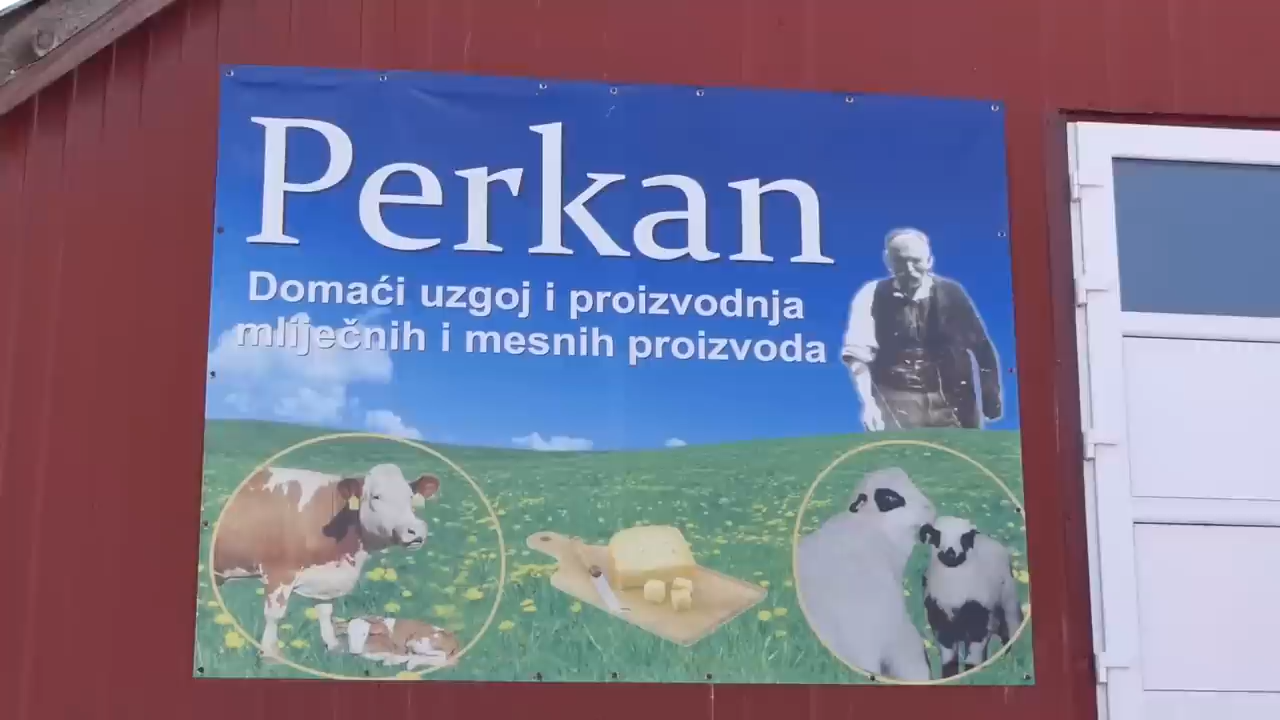 Perkan
Domaći uzgoj i proizvodnja
mliječnih i mesnih proizvoda